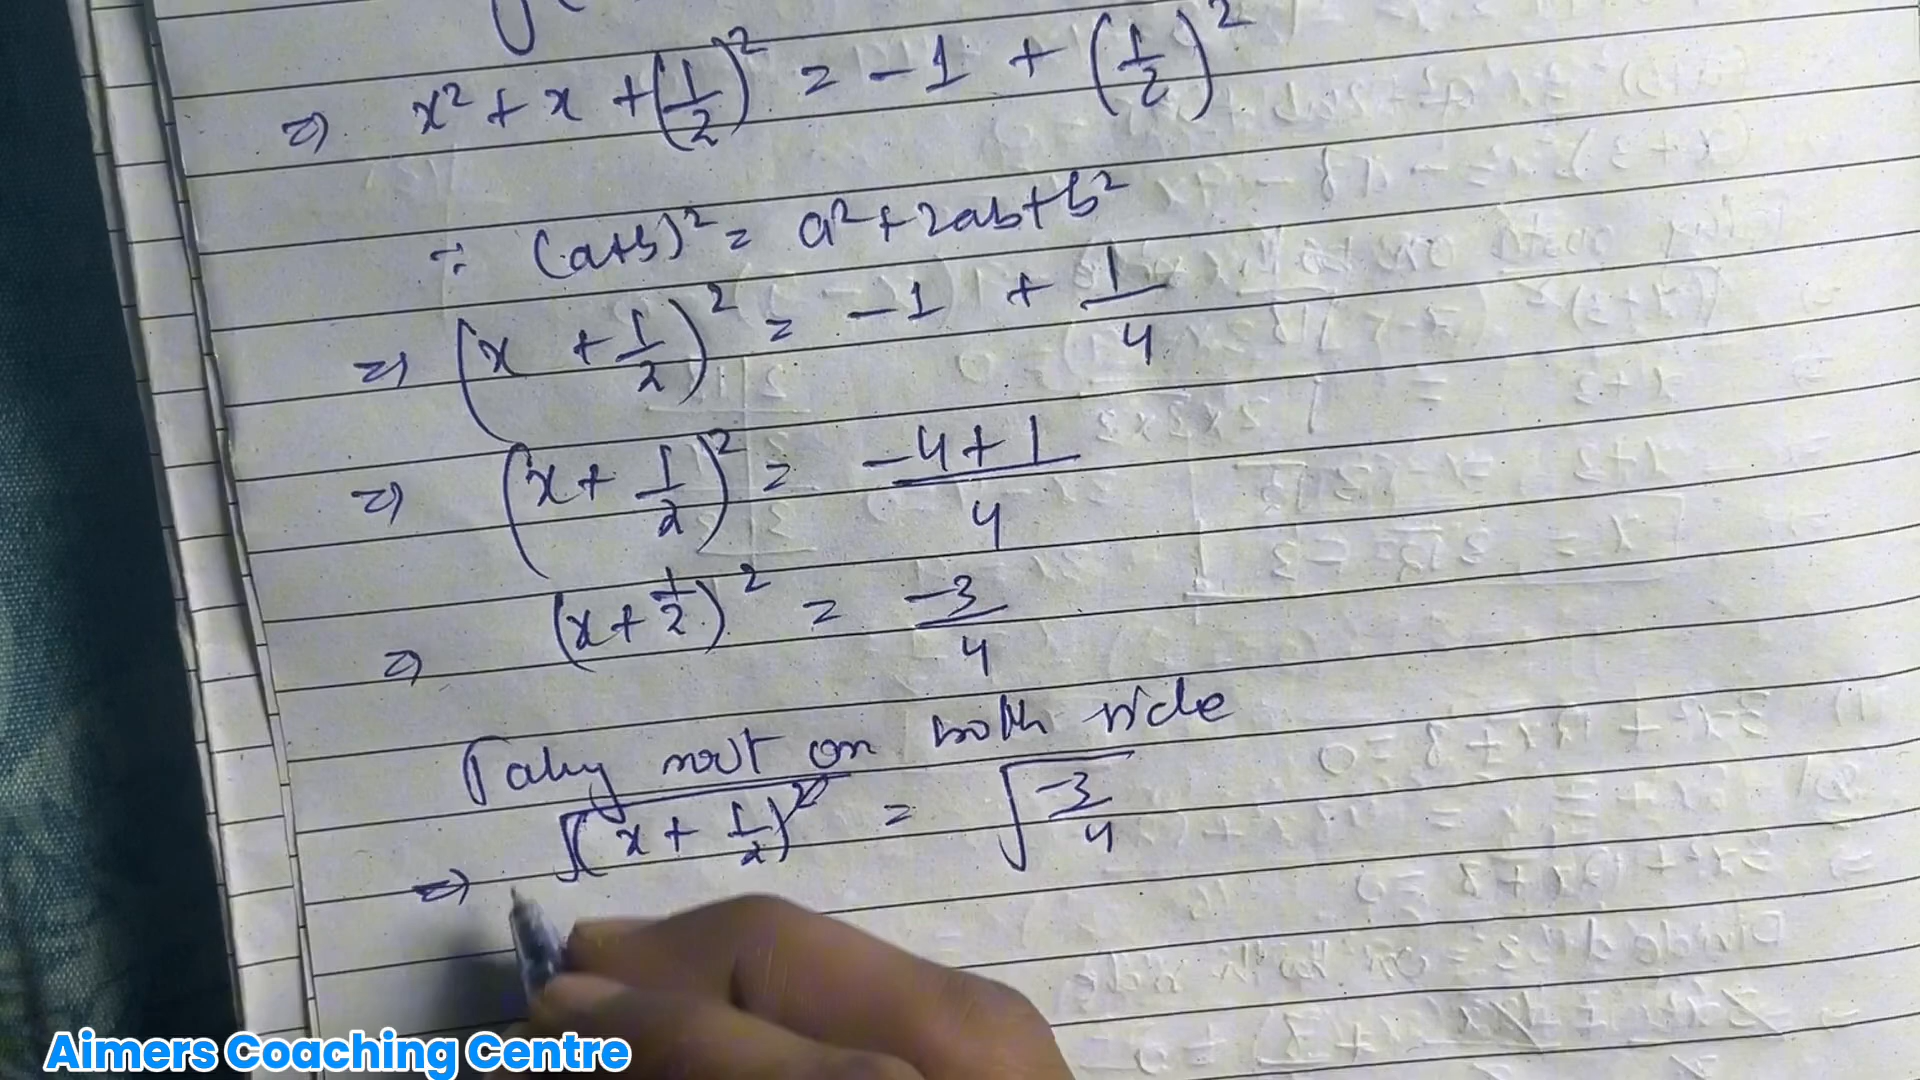 ⇒) x² + x + (1/2)² = -1 + (1/2)²
∵ (a+b)² = a² + 2ab + b²
⇒) (x + 1/2)² = -1 + 1/4
⇒) (x + 1/2)² = -4+1/4
⇒) (x + 1/2)² = -3/4
Taking root on both side
⇒) √(x + 1/2)² = √-3/4
Aimers Coaching Centre